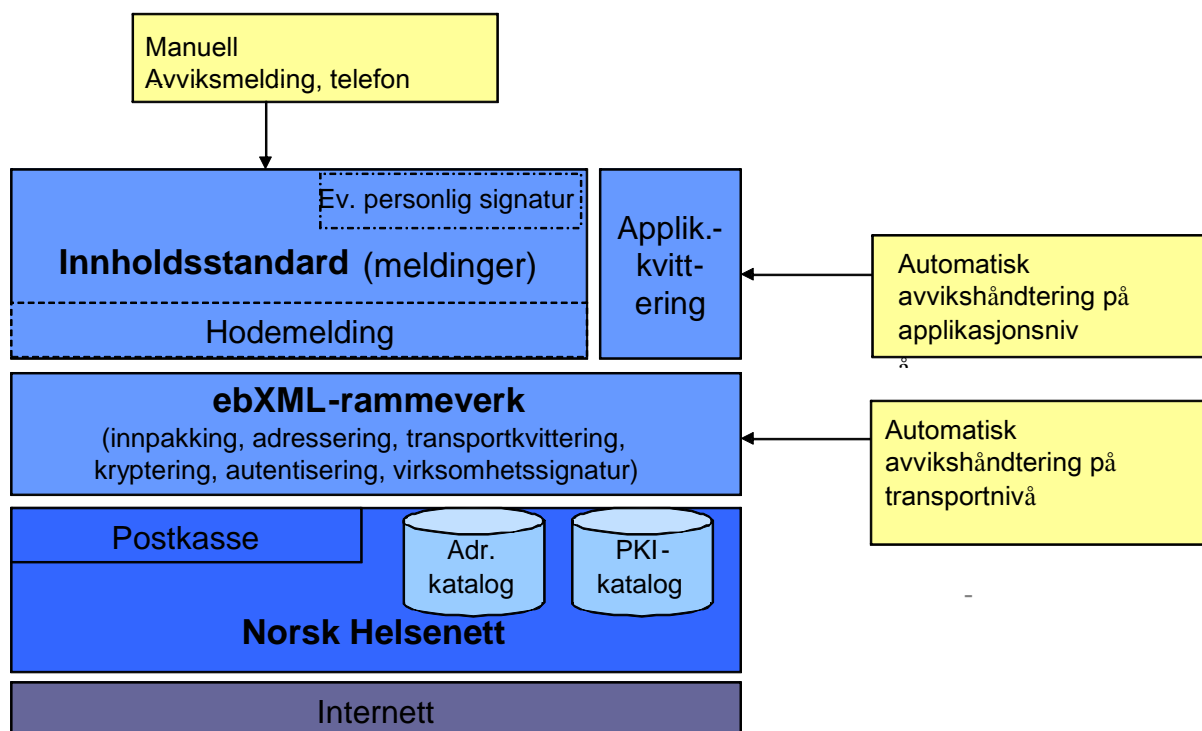 Manuell
Avviksmelding, telefon
Ev. personlig signatur
Innholdsstandard (meldinger)
Hodemelding
Applik.-
kvitt-
ering
Automatisk
avvikshåndtering på
applikasjonsniv
å
ebXML-rammeverk
(innpakking, adressering, transportkvittering,
kryptering, autentisering, virksomhetssignatur)
Automatisk
avvikshåndtering på
transportnivå
Postkasse
Adr.
katalog
PKI-
katalog
Norsk Helsenett
Internett